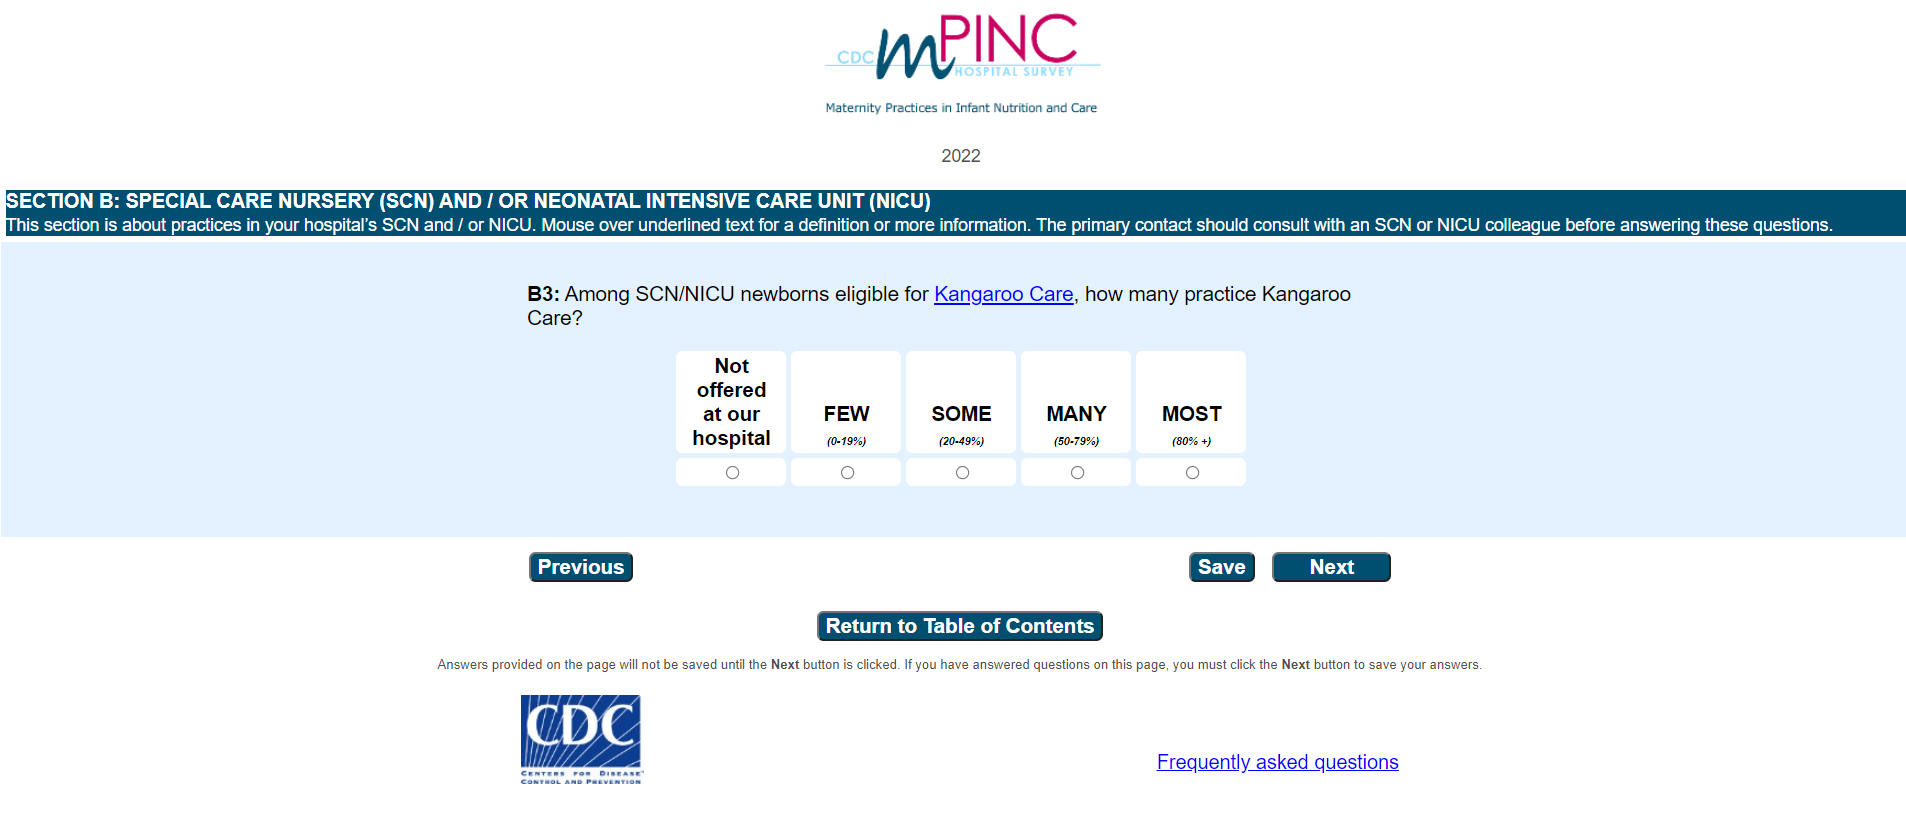 CDC mPINC
HOSPITAL SURVEY
Maternity Practices in Infant Nutrition and Care
2022
SECTION B: SPECIAL CARE NURSERY (SCN) AND / OR NEONATAL INTENSIVE CARE UNIT (NICU)
This section is about practices in your hospital's SCN and / or NICU. Mouse over underlined text for a definition or more information. The primary contact should consult with an SCN or NICU colleague before answering these questions.
B3: Among SCN/NICU newborns eligible for Kangaroo Care, how many practice Kangaroo
Care?
Not
offered
at our
hospital
FEW
(0-19%)
SOME
(20-49%)
MANY
(50-79%)
MOST
(80% +)
Previous
Save
Next
Return to Table of Contents
Answers provided on the page will not be saved until the Next button is clicked. If you have answered questions on this page, you must click the Next button to save your answers.
CDC
CENTERS FOR DISEASE
CONTROL AND PREVENTION
Frequently asked questions